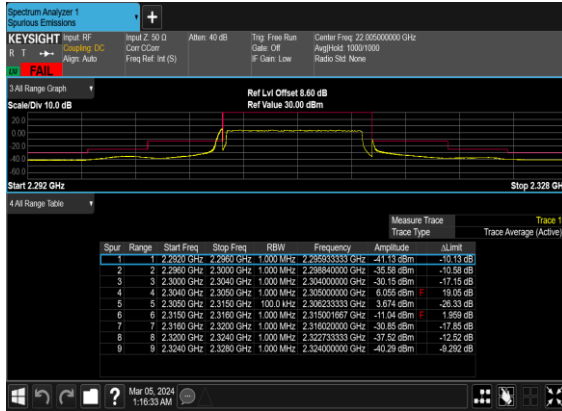 Spectrum Analyzer 1
Spurious Emissions
+
KEYSIGHT Input: RF Input Z: 50 Ω Atten: 40 dB Trig: Free Run Center Freq: 22.005000000 GHz
R T Coupling: DC Corr CCorr Gate: Off Avg|Hold: 1000/1000
Align: Auto Freq Ref: Int (S) IF Gain: Low Radio Std: None
LU FAIL
3 All Range Graph Ref Lvl Offset 8.60 dB
Scale/Div 10.0 dB Ref Value 30.00 dBm
20.0
0.00
-20.0
-40.0
-60.0
Start 2.292 GHz Stop 2.328 GH
4 All Range Table
Measure Trace Trace 1
Trace Type Trace Average (Active)
Spur Range Start Freq Stop Freq RBW Frequency Amplitude ΔLimit
1 1 2.2920 GHz 2.2960 GHz 1.000 MHz 2.295933333 GHz -41.13 dBm -10.13 dB
2 2 2.2960 GHz 2.3000 GHz 1.000 MHz 2.298840000 GHz -35.58 dBm -10.58 dB
3 3 2.3000 GHz 2.3040 GHz 1.000 MHz 2.304000000 GHz -30.15 dBm -17.15 dB
4 4 2.3040 GHz 2.3050 GHz 1.000 MHz 2.305000000 GHz 6.055 dBm F 19.05 dB
5 5 2.3050 GHz 2.3150 GHz 100.0 kHz 2.306233333 GHz 3.674 dBm -26.33 dB
6 6 2.3150 GHz 2.3160 GHz 1.000 MHz 2.315001667 GHz -11.04 dBm F 1.959 dB
7 7 2.3160 GHz 2.3200 GHz 1.000 MHz 2.316020000 GHz -30.85 dBm -17.85 dB
8 8 2.3200 GHz 2.3240 GHz 1.000 MHz 2.322733333 GHz -37.52 dBm -12.52 dB
9 9 2.3240 GHz 2.3280 GHz 1.000 MHz 2.324000000 GHz -40.29 dBm -9.292 dB
? Mar 05, 2024
1:16:33 AM